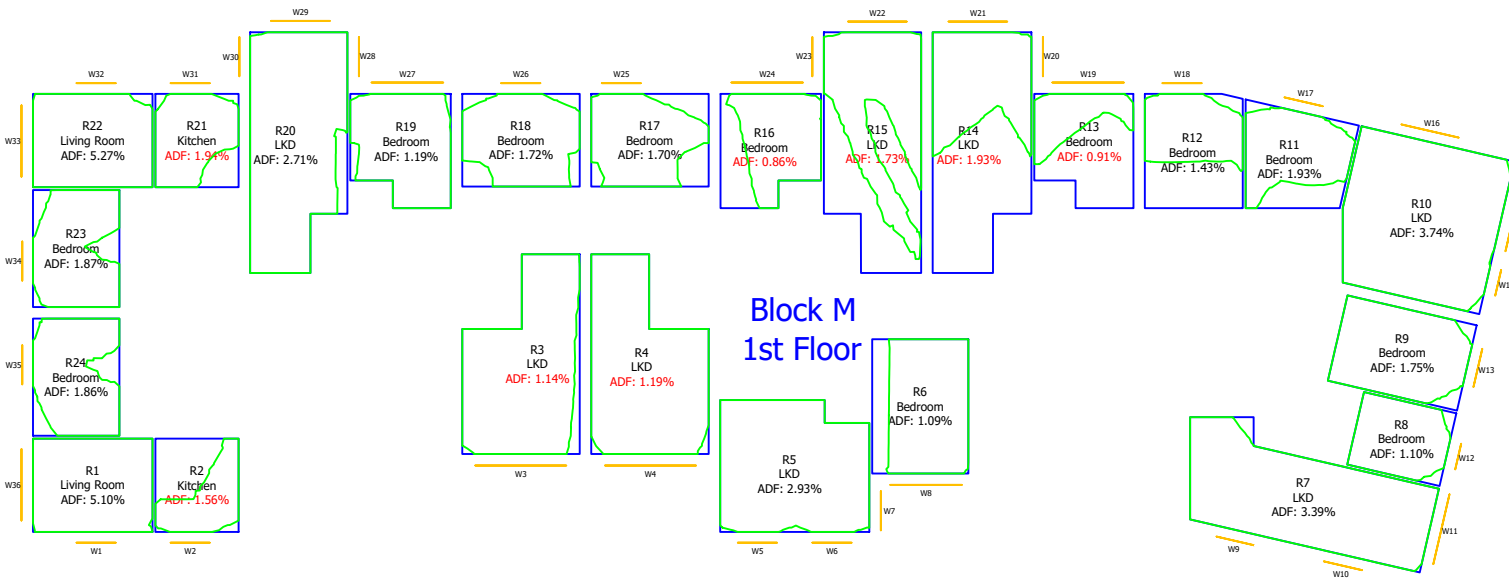 W29
W22
W21
W30
W28
W23
W20
W32
W31
W27
W26
W25
W24
W19
W18
W17
W16
W33
R22
Living Room
ADF: 5.27%
R21
Kitchen
ADF: 1.94%
R20
LKD
ADF: 2.71%
R19
Bedroom
ADF: 1.19%
R18
Bedroom
ADF: 1.72%
R17
Bedroom
ADF: 1.70%
R16
Bedroom
ADF: 0.86%
R15
LKD
ADF: 1.73%
R14
LKD
ADF: 1.93%
R13
Bedroom
ADF: 0.91%
R12
Bedroom
ADF: 1.43%
R11
Bedroom
ADF: 1.93%
R10
LKD
ADF: 3.74%
W34
R23
Bedroom
ADF: 1.87%
Block M
1st Floor
W35
R24
Bedroom
ADF: 1.86%
R3
LKD
ADF: 1.14%
R4
LKD
ADF: 1.19%
R6
Bedroom
ADF: 1.09%
R9
Bedroom
ADF: 1.75%
W13
R8
Bedroom
ADF: 1.10%
W12
W36
R1
Living Room
ADF: 5.10%
R2
Kitchen
ADF: 1.56%
W3
W4
R5
LKD
ADF: 2.93%
W8
W7
R7
LKD
ADF: 3.39%
W11
W1
W2
W5
W6
W9
W10